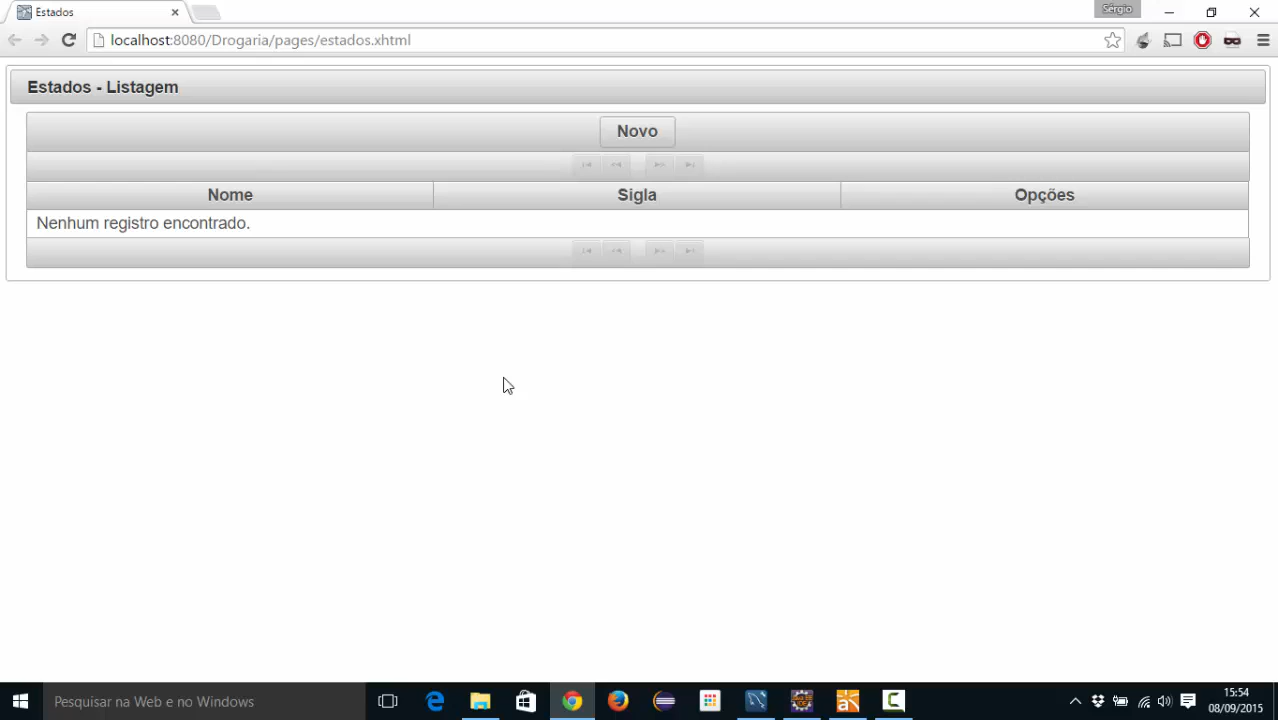 Estados
Sérgio
localhost:8080/Drogaria/pages/estados.xhtml
Estados - Listagem
Novo
Nome Sigla Opções
Nenhum registro encontrado.
Pesquisar na Web e no Windows
15:54
08/09/2015